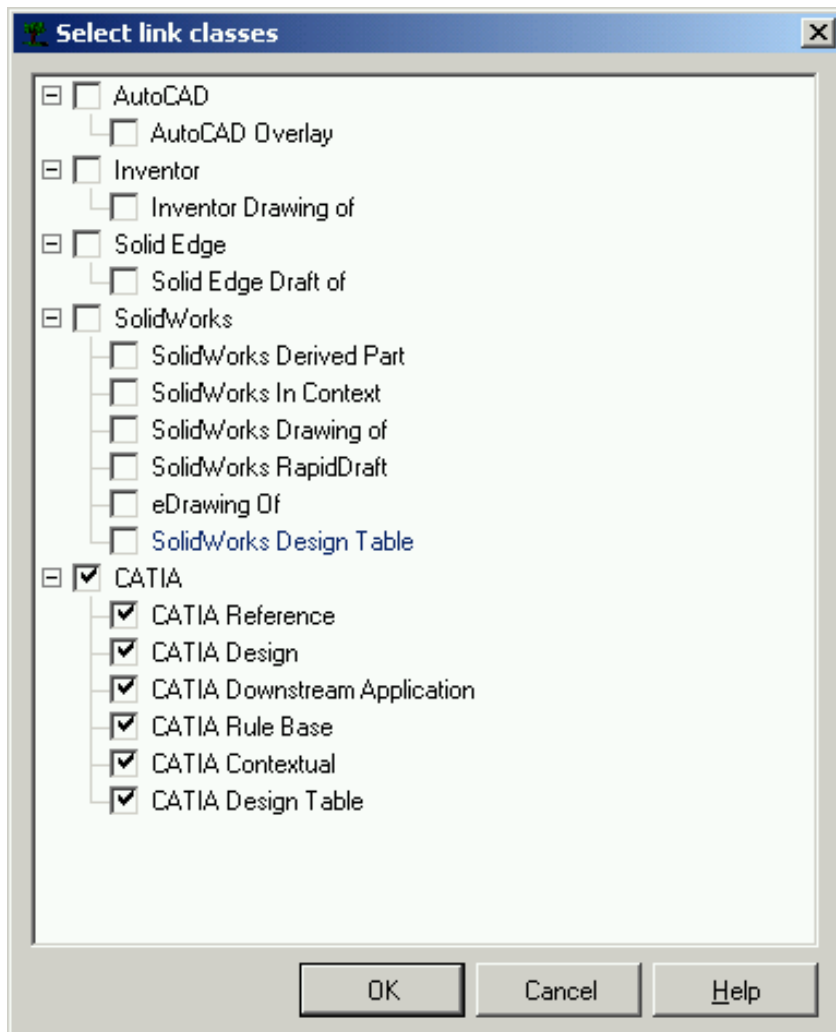 Select link classes
AutoCAD
AutoCAD Overlay
Inventor
Inventor Drawing of
Solid Edge
Solid Edge Draft of
SolidWorks
SolidWorks Derived Part
SolidWorks In Context
SolidWorks Drawing of
SolidWorks RapidDraft
eDrawing Of
SolidWorks Design Table
CATIA
CATIA Reference
CATIA Design
CATIA Downstream Application
CATIA Rule Base
CATIA Contextual
CATIA Design Table
OK Cancel Help